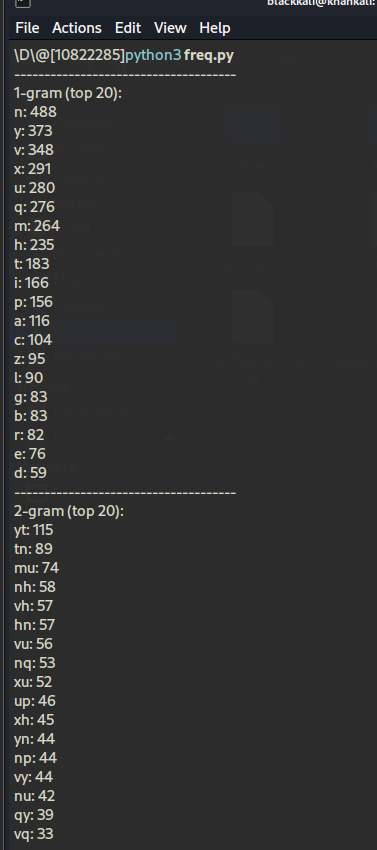 blackkali@khankali: 
File Actions Edit View Help
\D\@[10822285]python3 freq.py
-------------------------------------
1-gram (top 20):
n: 488
y: 373
v: 348
x: 291
u: 280
q: 276
m: 264
h: 235
t: 183
i: 166
p: 156
a: 116
c: 104
z: 95
l: 90
g: 83
b: 83
r: 82
e: 76
d: 59
-------------------------------------
2-gram (top 20):
yt: 115
tn: 89
mu: 74
nh: 58
vh: 57
hn: 57
vu: 56
nq: 53
xu: 52
up: 46
xh: 45
yn: 44
np: 44
vy: 44
nu: 42
qy: 39
vq: 33